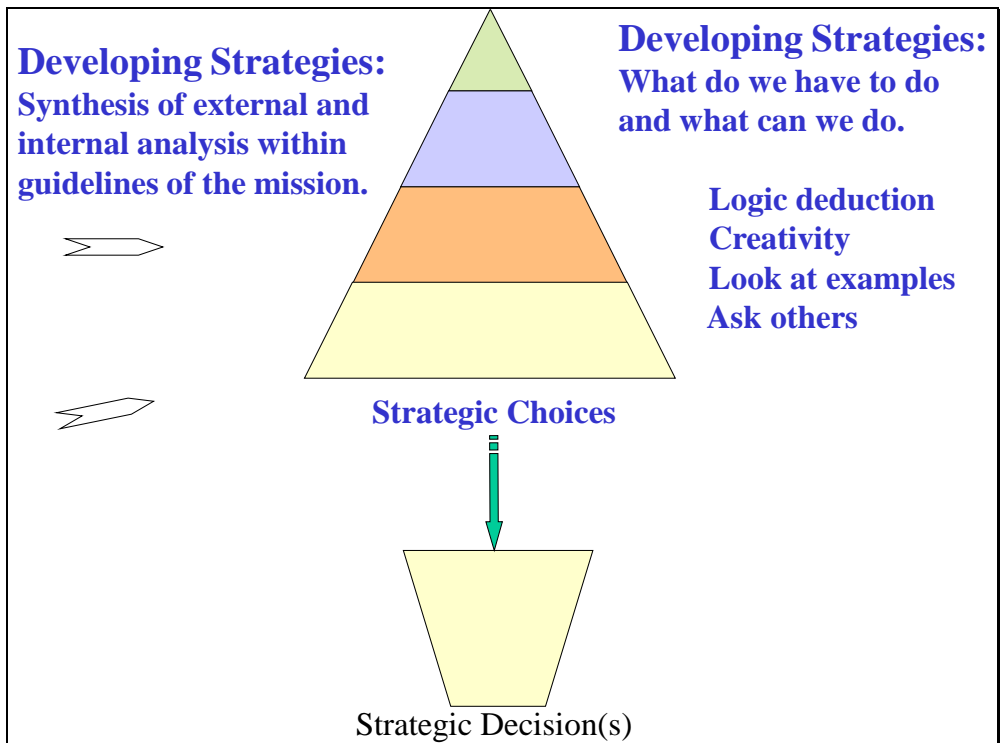 Developing Strategies:
Synthesis of external and
internal analysis within
guidelines of the mission.
Developing Strategies:
What do we have to do
and what can we do.
Logic deduction
Creativity
Look at examples
Ask others
Strategic Choices
Strategic Decision(s)